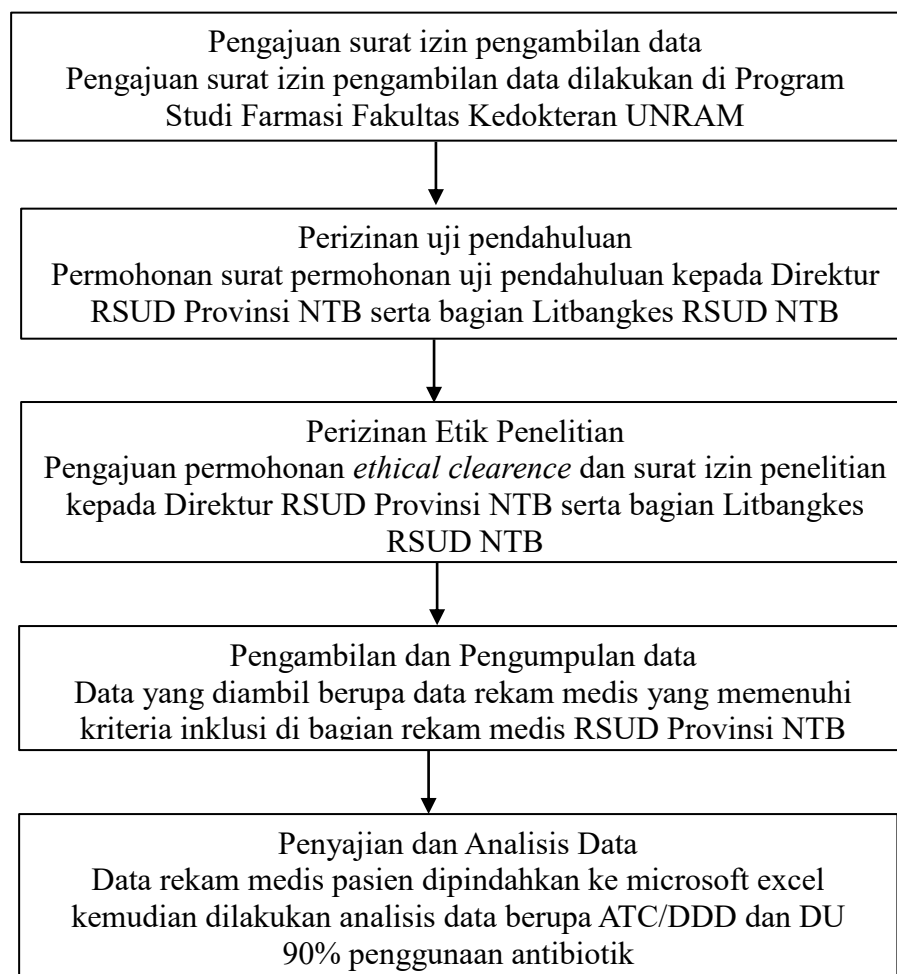 Pengajuan surat izin pengambilan data
Pengajuan surat izin pengambilan data dilakukan di Program
Studi Farmasi Fakultas Kedokteran UNRAM
Perizinan uji pendahuluan
Permohonan surat permohonan uji pendahuluan kepada Direktur
RSUD Provinsi NTB serta bagian Litbangkes RSUD NTB
Perizinan Etik Penelitian
Pengajuan permohonan ethical clearence dan surat izin penelitian
kepada Direktur RSUD Provinsi NTB serta bagian Litbangkes
RSUD NTB
Pengambilan dan Pengumpulan data
Data yang diambil berupa data rekam medis yang memenuhi
kriteria inklusi di bagian rekam medis RSUD Provinsi NTB
Penyajian dan Analisis Data
Data rekam medis pasien dipindahkan ke microsoft excel
kemudian dilakukan analisis data berupa ATC/DDD dan DU
90% penggunaan antibiotik